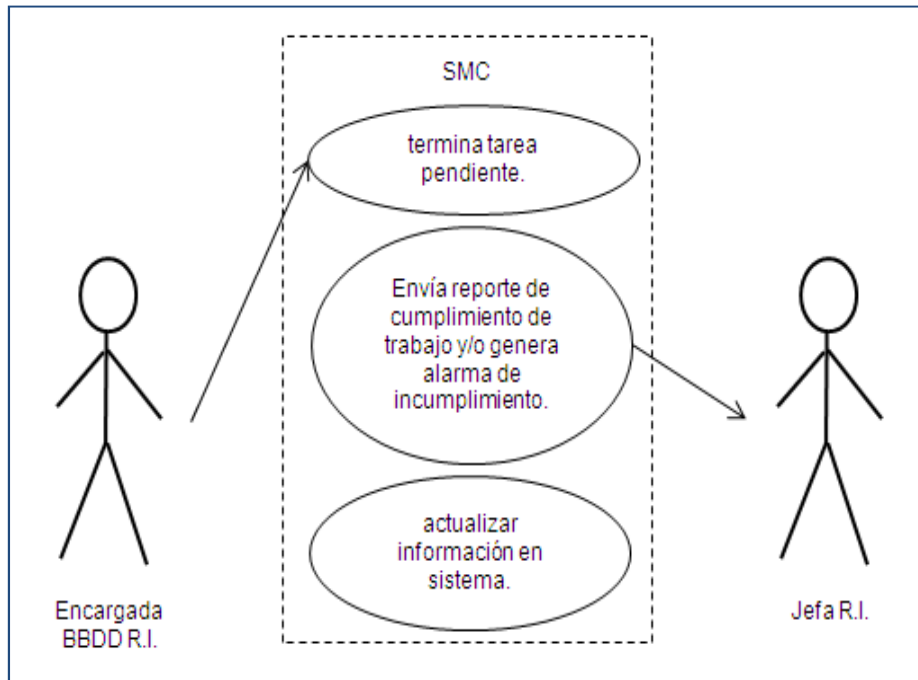 SMC
termina tarea
pendiente.
Envía reporte de
cumplimiento de
trabajo y/o genera
alarma de
incumplimiento.
actualizar
información en
sistema.
Encargada
BBDD R.I.
Jefa R.I.